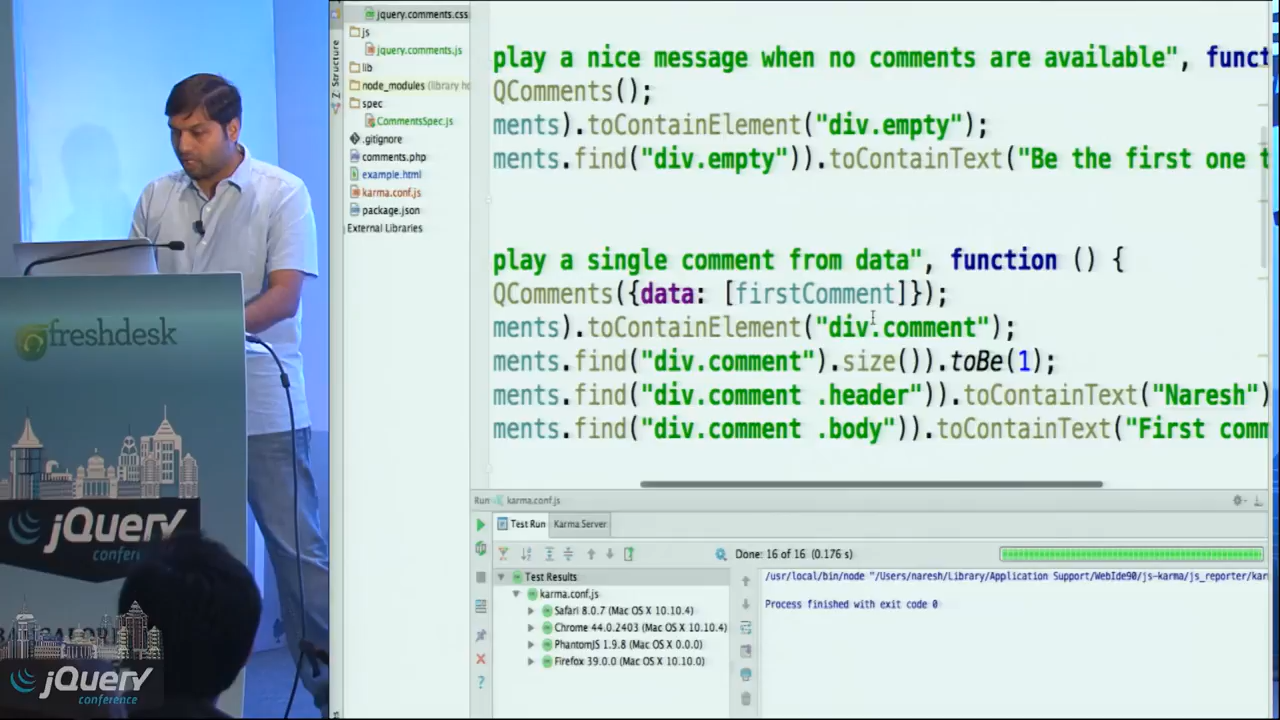 jquery.comments.css
js
jquery.comments.js
lib
node_modules (library ho
spec
CommentsSpec.js
.gitignore
comments.php
example.html
karma.conf.js
package.json
External Libraries
Z: Structure
play a nice message when no comments are available", funct
QComments();
ments).toContainElement("div.empty");
ments.find("div.empty")).toContainText("Be the first one t
play a single comment from data", function () {
QComments({data: [firstComment]});
ments).toContainElement("div.comment");
ments.find("div.comment").size()).toBe(1);
ments.find("div.comment .header")).toContainText("Naresh")
ments.find("div.comment .body")).toContainText("First comm
Run karma.conf.js
Test Run Karma Server
Done: 16 of 16 (0.176 s)
Test Results
karma.conf.js
Safari 8.0.7 (Mac OS X 10.10.4)
Chrome 44.0.2403 (Mac OS X 10.10.4)
PhantomJS 1.9.8 (Mac OS X 0.0.0)
Firefox 39.0.0 (Mac OS X 10.10.0)
/usr/local/bin/node "/Users/naresh/Library/Application Support/WebIde90/js-karma/js_reporter/kar
Process finished with exit code 0
freshdesk
jQuery
conference
jQuery
conference